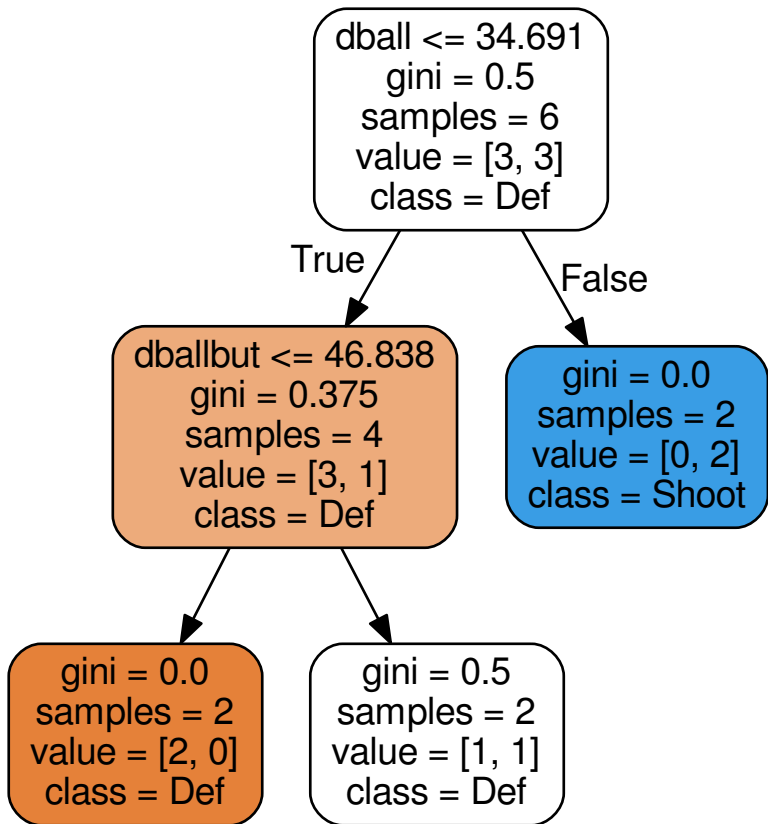 dball <= 34.691
gini = 0.5
samples = 6
value = [3, 3]
class = Def
True
False
dballbut <= 46.838
gini = 0.375
samples = 4
value = [3, 1]
class = Def
gini = 0.0
samples = 2
value = [0, 2]
class = Shoot
gini = 0.0
samples = 2
value = [2, 0]
class = Def
gini = 0.5
samples = 2
value = [1, 1]
class = Def